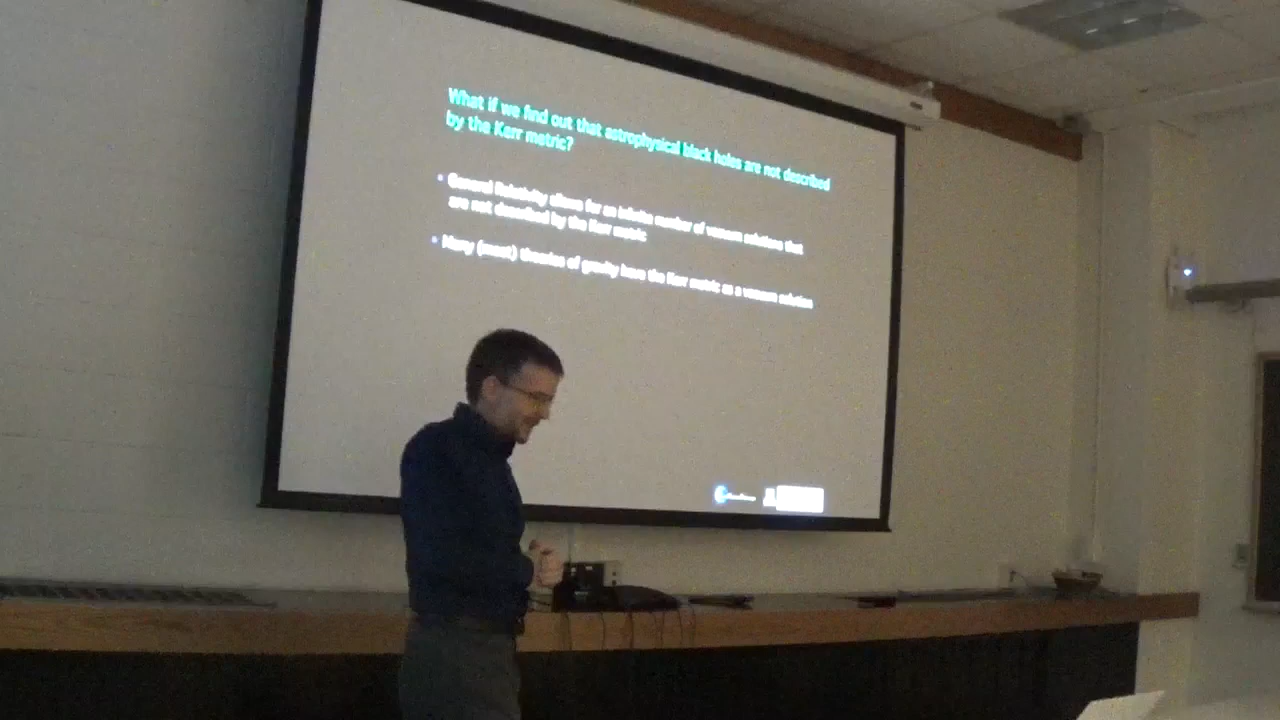 What if we find out that astrophysical black holes are not described
by the Kerr metric?
General Relativity allows for an infinite number of vacuum solutions that
are not described by the Kerr metric
Many (most) theories of gravity have the Kerr metric as a vacuum solution